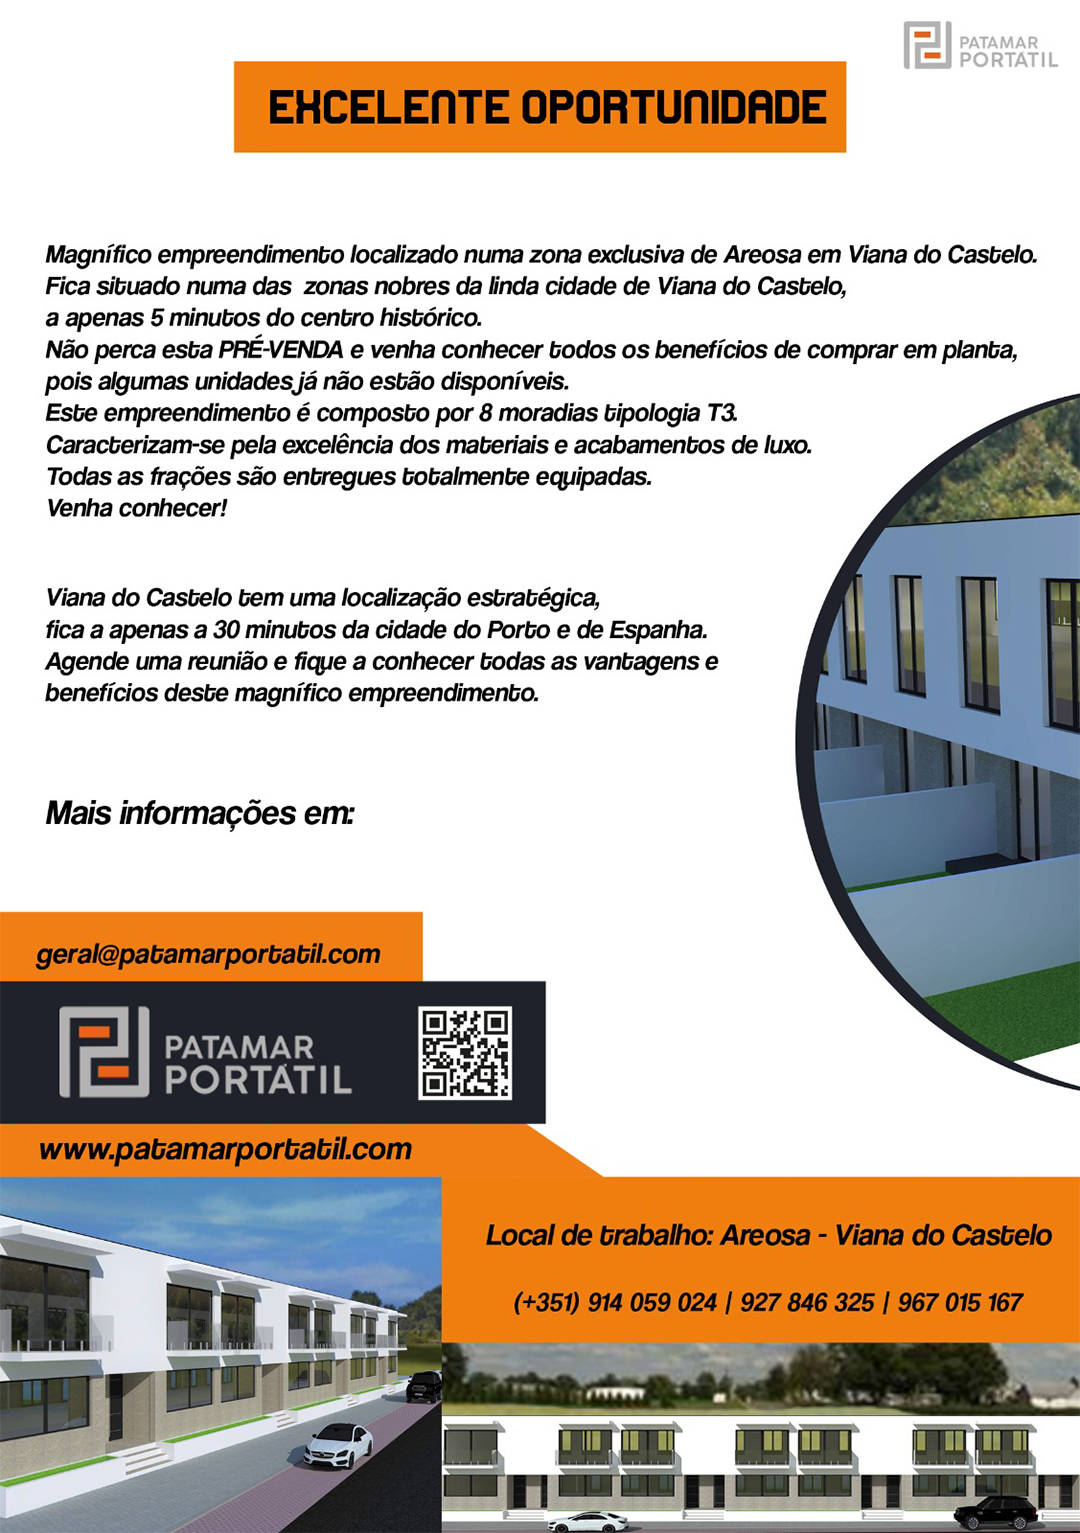 PATAMAR
PORTÁTIL
EXCELENTE OPORTUNIDADE
Magnífico empreendimento localizado numa zona exclusiva de Areosa em Viana do Castelo.
Fica situado numa das zonas nobres da linda cidade de Viana do Castelo,
a apenas 5 minutos do centro histórico.
Não perca esta PRÉ-VENDA e venha conhecer todos os benefícios de comprar em planta,
pois algumas unidades já não estão disponíveis.
Este empreendimento é composto por 8 moradias tipologia T3.
Caracterizam-se pela excelência dos materiais e acabamentos de luxo.
Todas as frações são entregues totalmente equipadas.
Venha conhecer!
Viana do Castelo tem uma localização estratégica,
fica a apenas a 30 minutos da cidade do Porto e de Espanha.
Agende uma reunião e fique a conhecer todas as vantagens e
benefícios deste magnífico empreendimento.
Mais informações em:
geral@patamarportatil.com
PATAMAR
PORTÁTIL
www.patamarportatil.com
Local de trabalho: Areosa - Viana do Castelo
(+351) 914 059 024 | 927 846 325 | 967 015 167